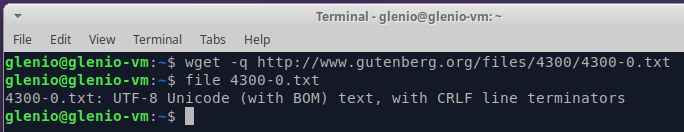 Terminal - glenio@glenio-vm: ~
File Edit View Terminal Tabs Help
glenio@glenio-vm:~$ wget -q http://www.gutenberg.org/files/4300/4300-0.txt
glenio@glenio-vm:~$ file 4300-0.txt
4300-0.txt: UTF-8 Unicode (with BOM) text, with CRLF line terminators
glenio@glenio-vm:~$